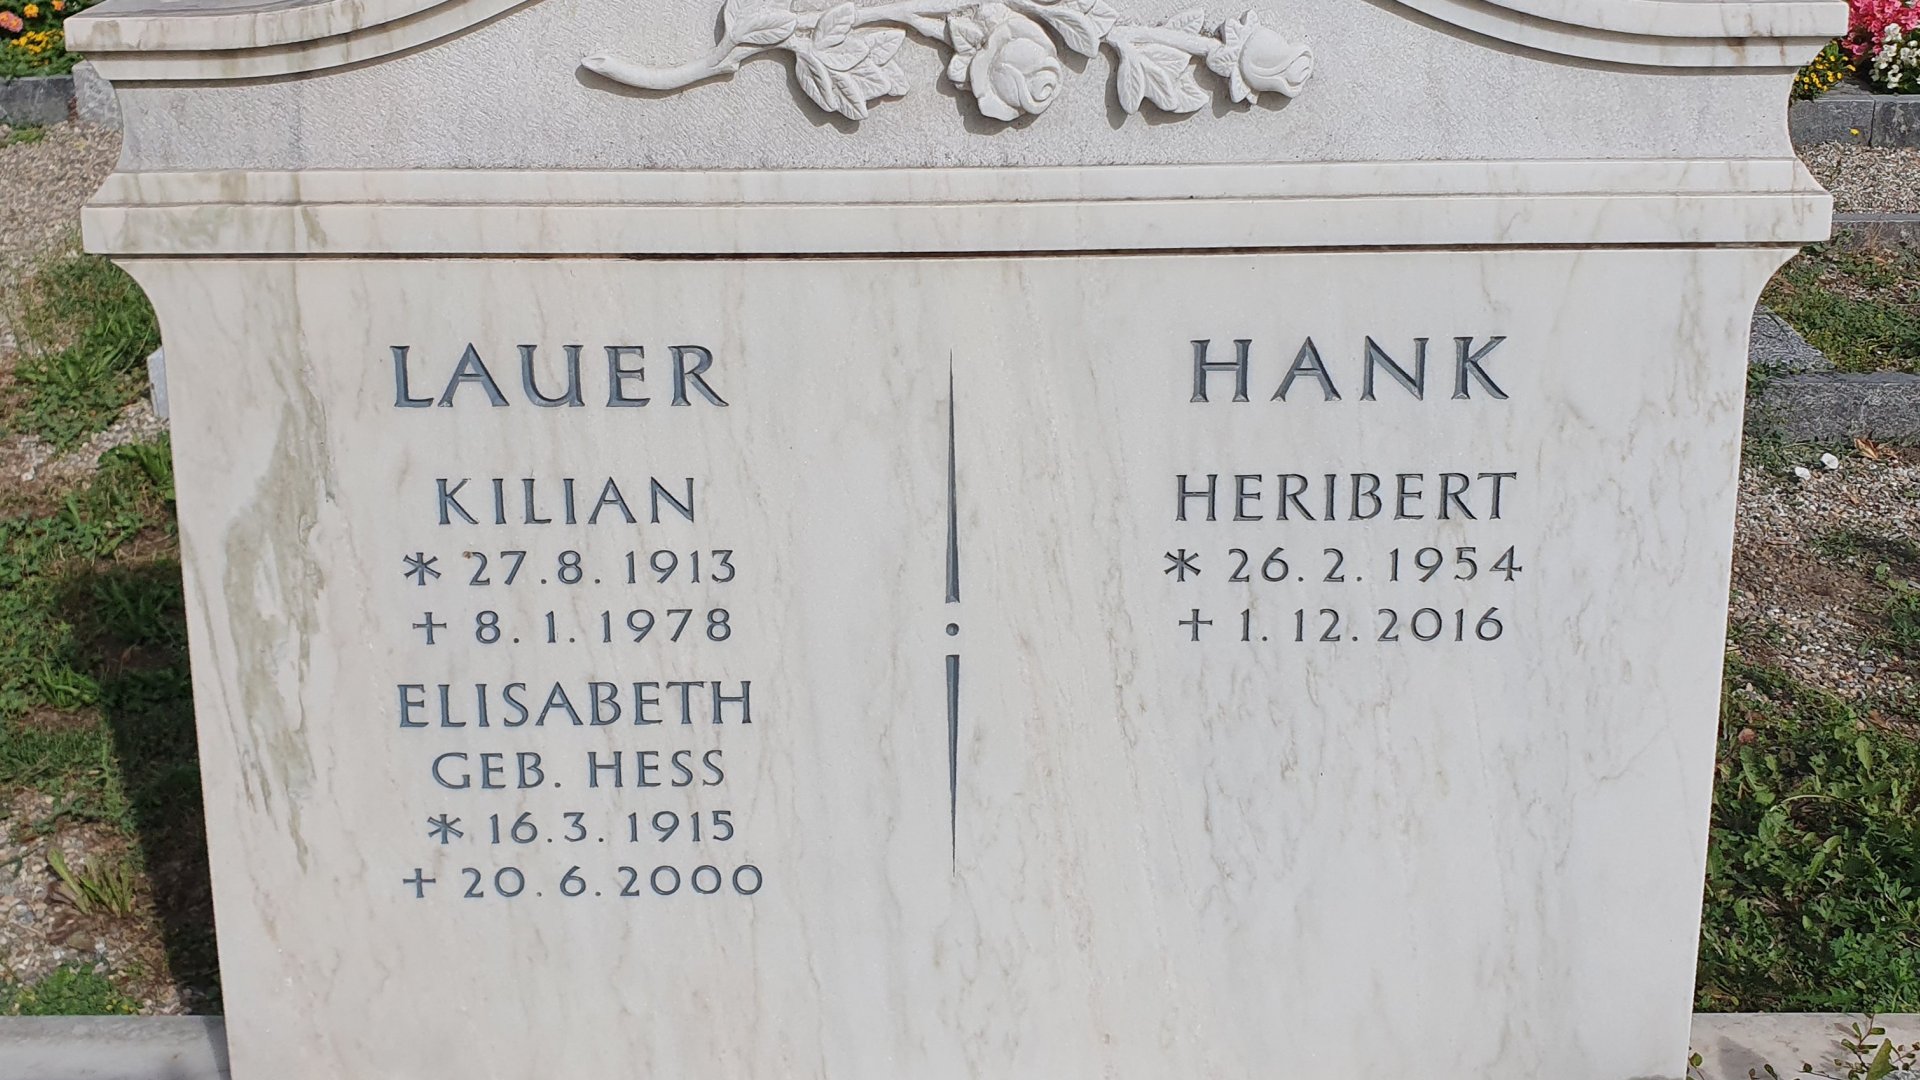 LAUER
KILIAN
* 27.8.1913
+ 8.1.1978
ELISABETH
GEB. HESS
* 16.3.1915
+ 20.6.2000
HANK
HERIBERT
* 26.2.1954
+ 1.12.2016